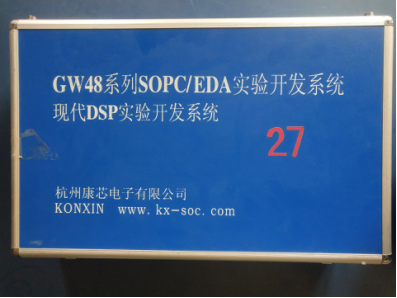 GW48系列SOPC/EDA实验开发系统
现代DSP实验开发系统
27
杭州康芯电子有限公司
KONXIN www.kx-soc.com